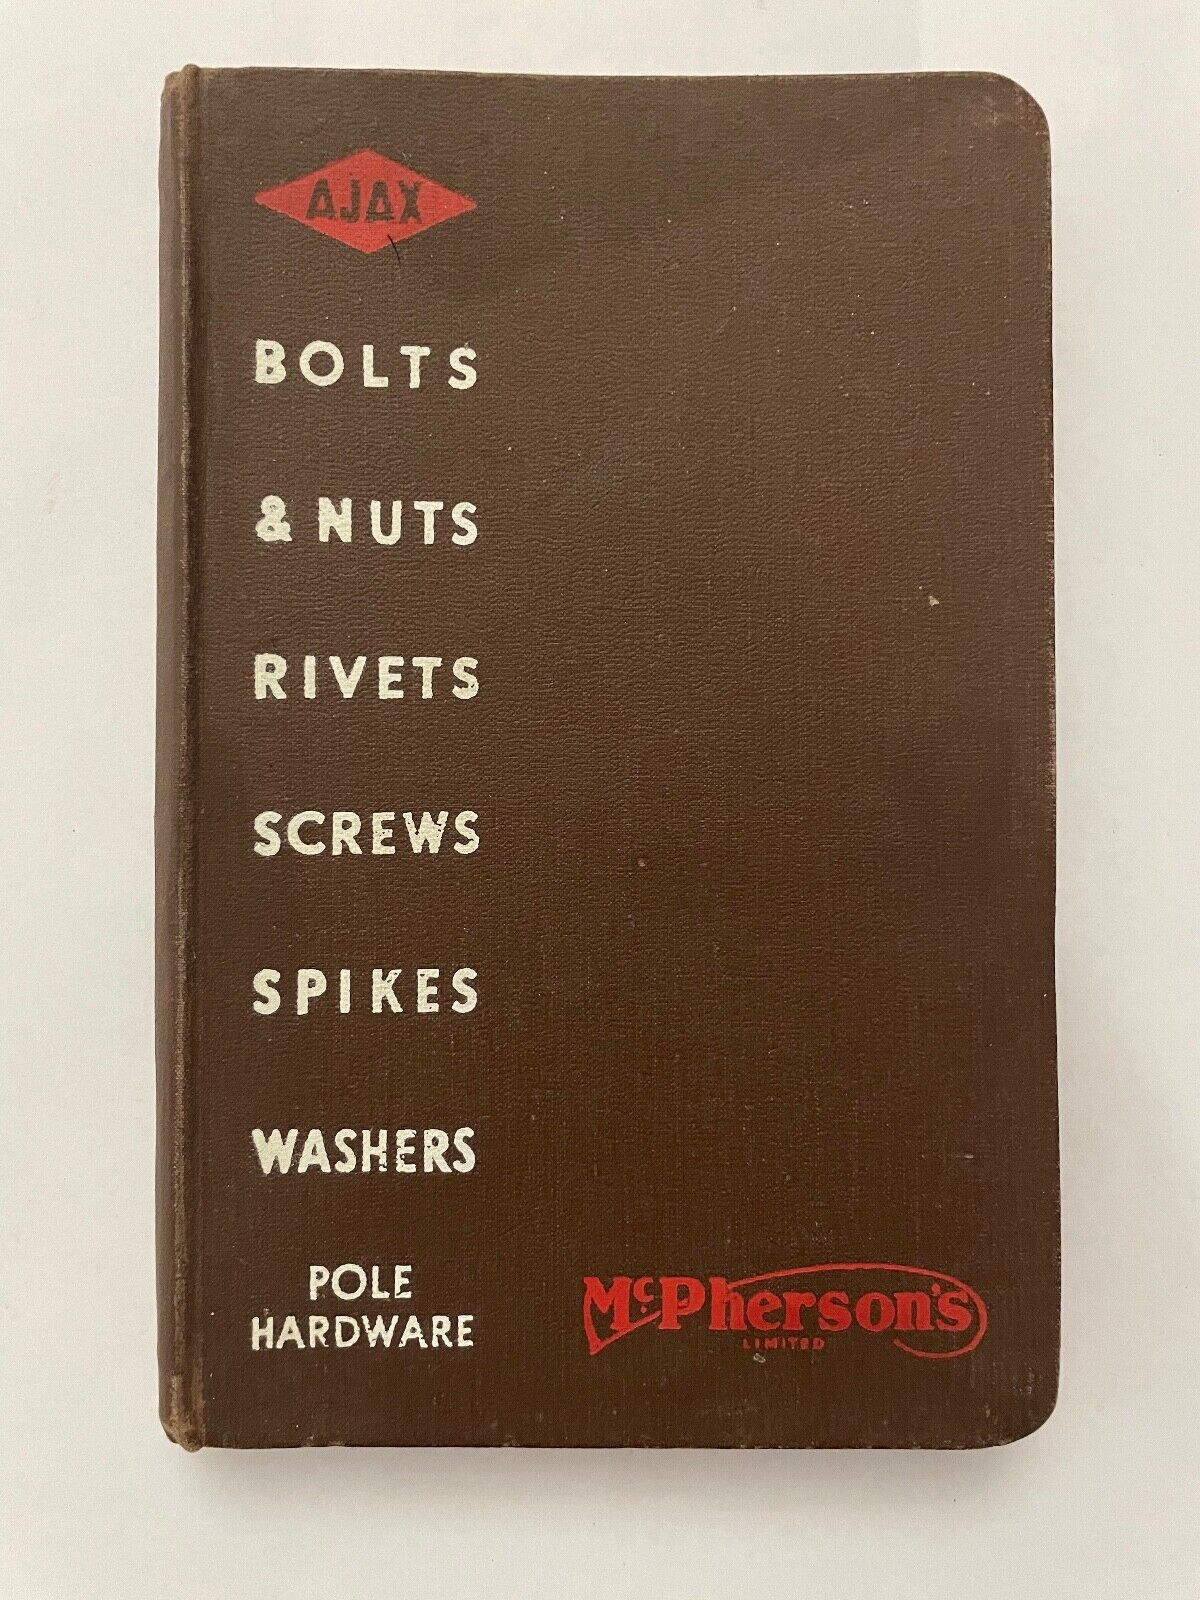 AJAX
BOLTS
& NUTS
RIVETS
SCREWS
SPIKES
WASHERS
POLE
HARDWARE
McPherson's
LIMITED